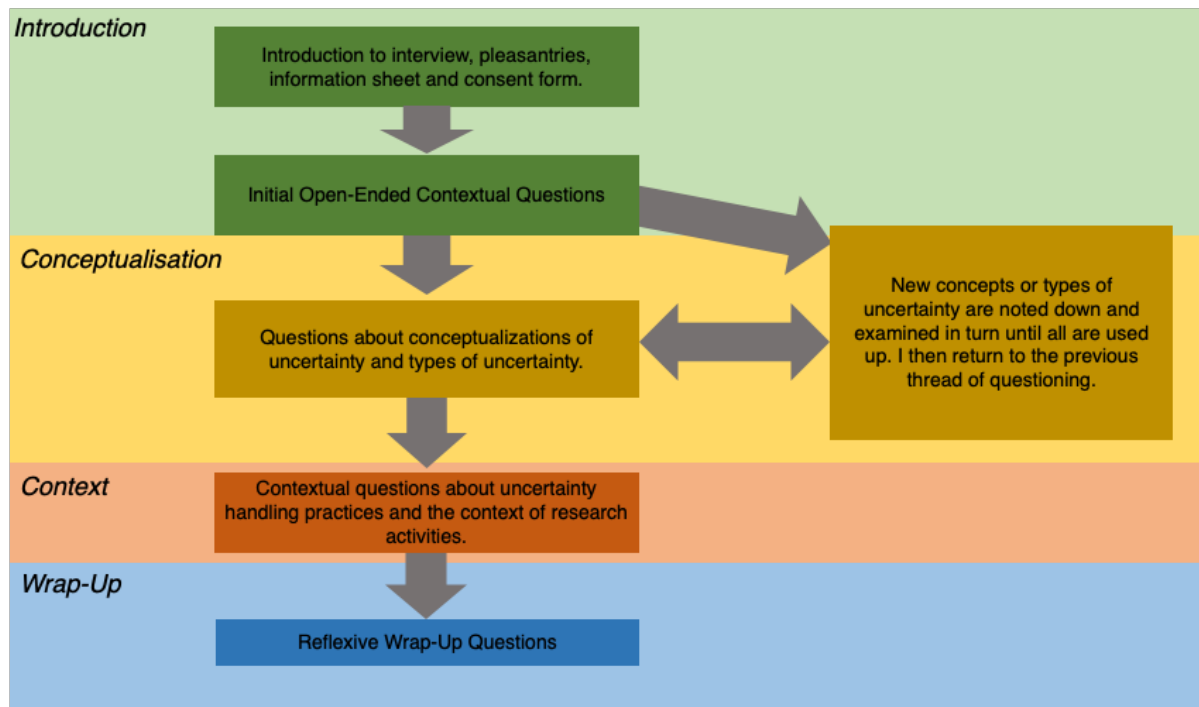 Introduction
Introduction to interview, pleasantries,
information sheet and consent form.
Initial Open-Ended Contextual Questions
Conceptualisation
Questions about conceptualizations of
uncertainty and types of uncertainty.
New concepts or types of
uncertainty are noted down and
examined in turn until all are used
up. I then return to the previous
thread of questioning.
Context
Contextual questions about uncertainty
handling practices and the context of research
activities.
Wrap-Up
Reflexive Wrap-Up Questions